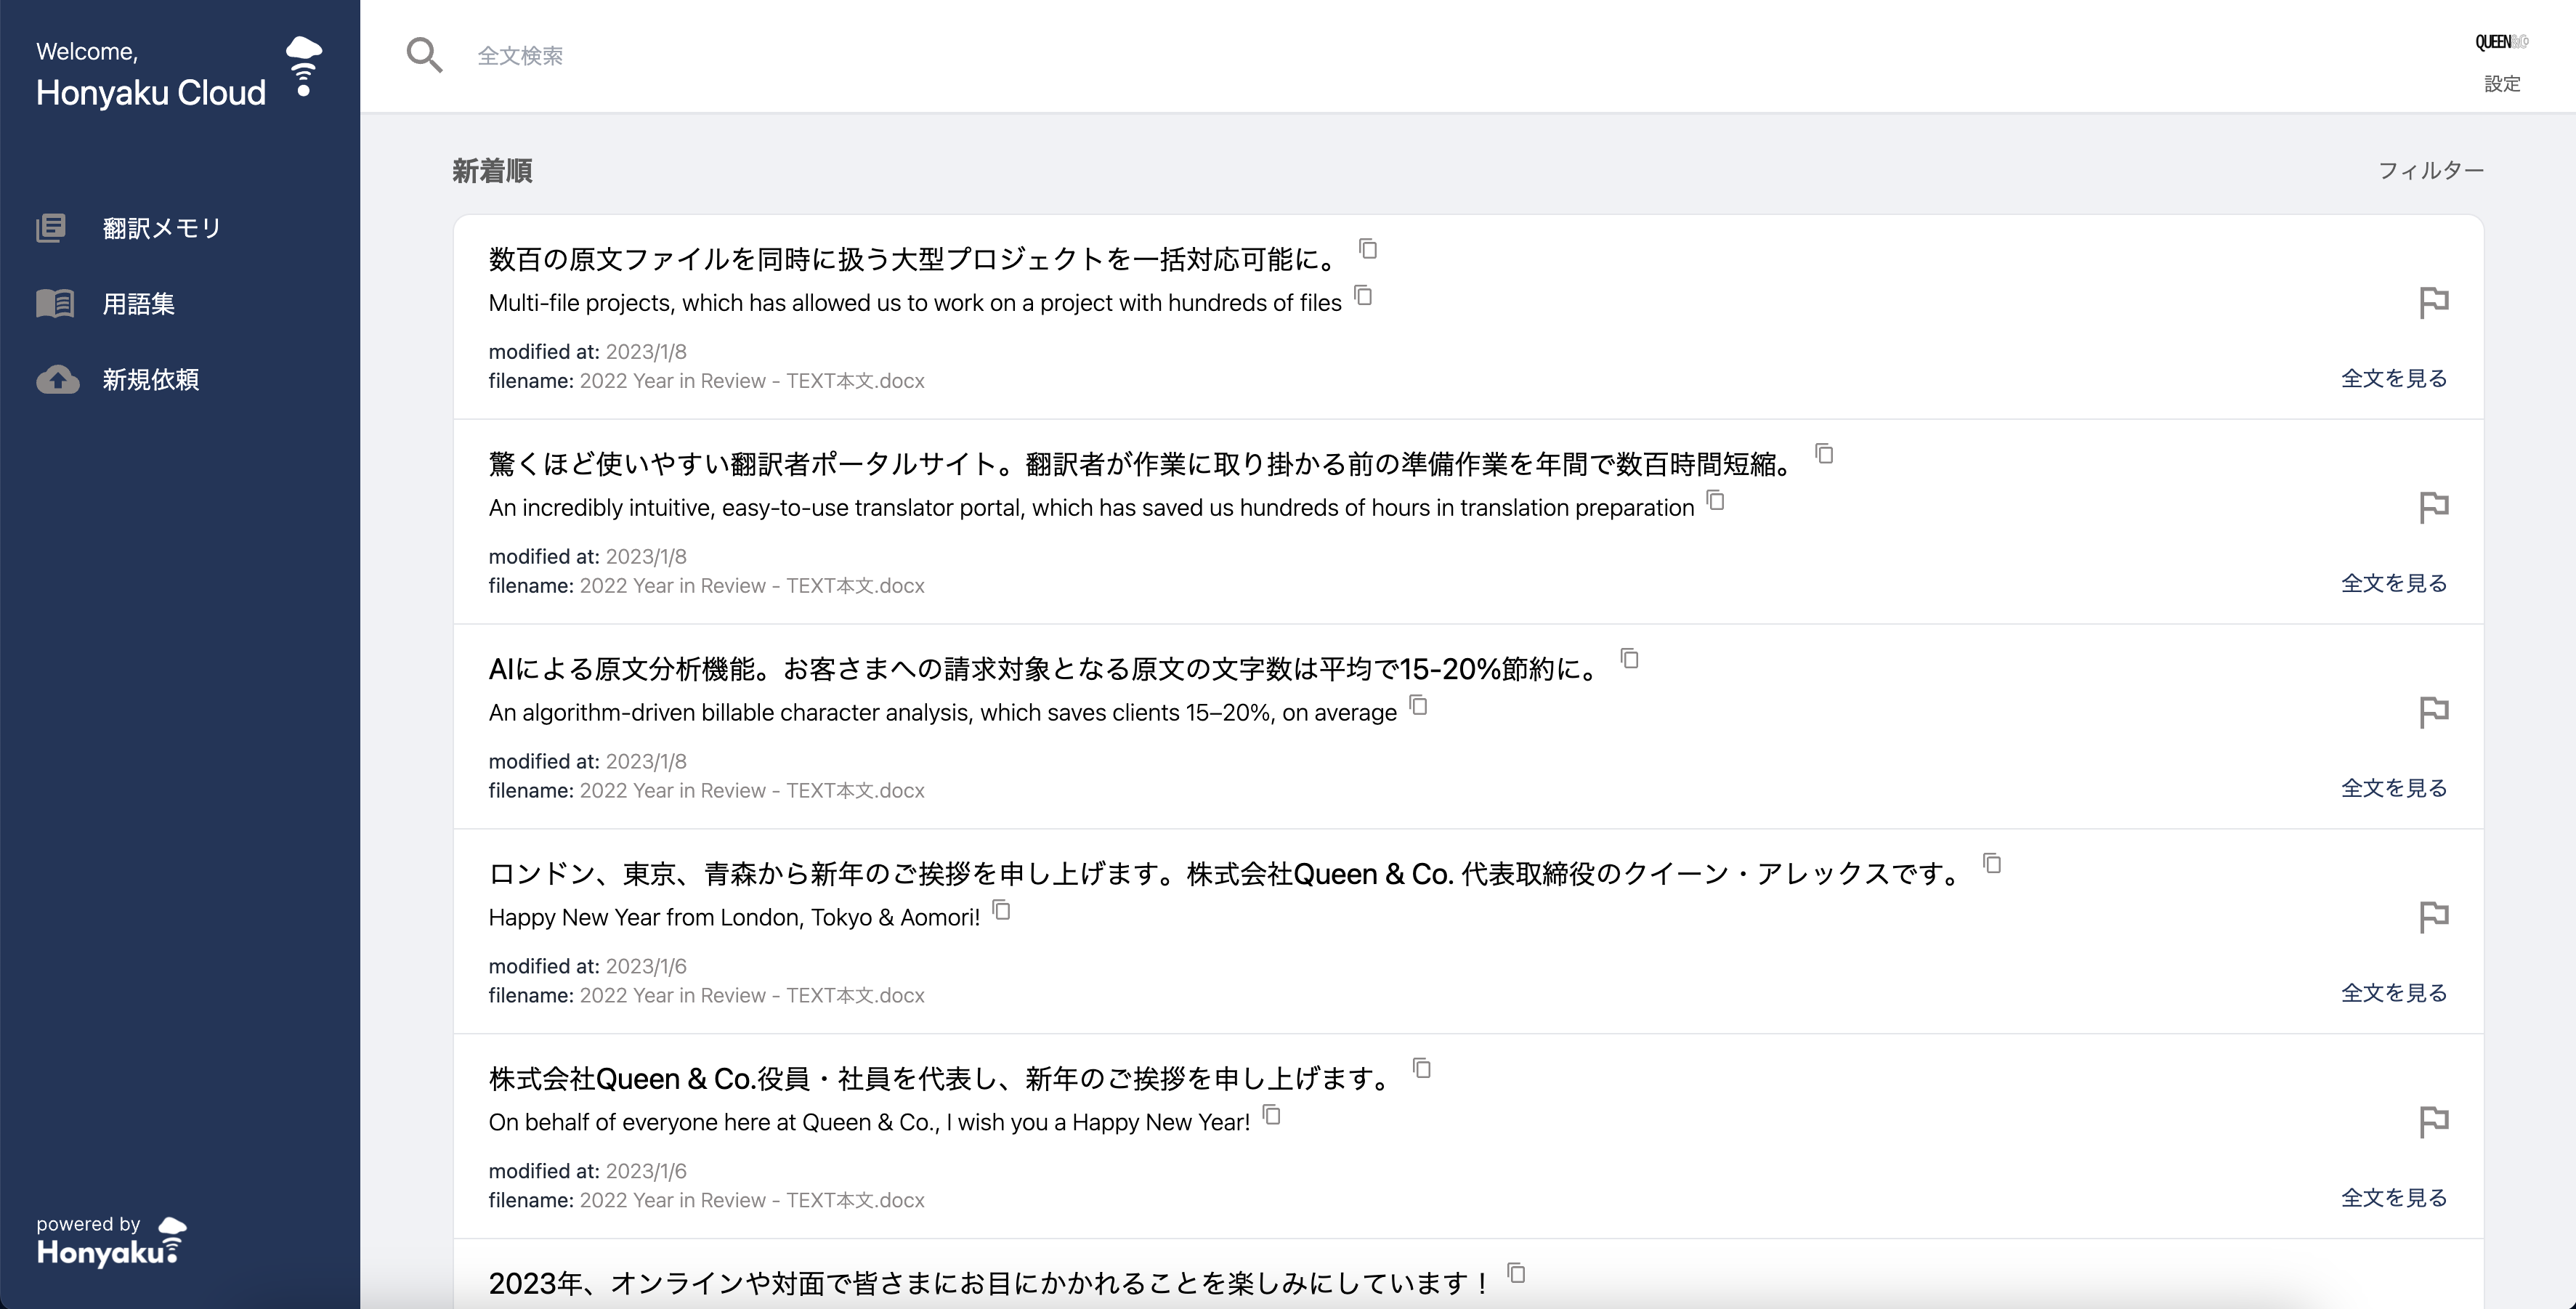 Welcome,
Honyaku Cloud
翻訳メモリ
用語集
新規依頼
powered by
Honyaku
全文検索
QUEEN&Co
設定
新着順
フィルター
数百の原文ファイルを同時に扱う大型プロジェクトを一括対応可能に。
Multi-file projects, which has allowed us to work on a project with hundreds of files
modified at: 2023/1/8
filename: 2022 Year in Review - TEXT本文.docx
全文を見る
驚くほど使いやすい翻訳者ポータルサイト。翻訳者が作業に取り掛かる前の準備作業を年間で数百時間短縮。
An incredibly intuitive, easy-to-use translator portal, which has saved us hundreds of hours in translation preparation
modified at: 2023/1/8
filename: 2022 Year in Review - TEXT本文.docx
全文を見る
AIによる原文分析機能。お客さまへの請求対象となる原文の文字数は平均で15-20%節約に。
An algorithm-driven billable character analysis, which saves clients 15–20%, on average
modified at: 2023/1/8
filename: 2022 Year in Review - TEXT本文.docx
全文を見る
ロンドン、東京、青森から新年のご挨拶を申し上げます。株式会社Queen & Co. 代表取締役のクイーン・アレックスです。
Happy New Year from London, Tokyo & Aomori!
modified at: 2023/1/6
filename: 2022 Year in Review - TEXT本文.docx
全文を見る
株式会社Queen & Co.役員・社員を代表し、新年のご挨拶を申し上げます。
On behalf of everyone here at Queen & Co., I wish you a Happy New Year!
modified at: 2023/1/6
filename: 2022 Year in Review - TEXT本文.docx
全文を見る
2023年、オンラインや対面で皆さまにお目にかかれることを楽しみにしています！